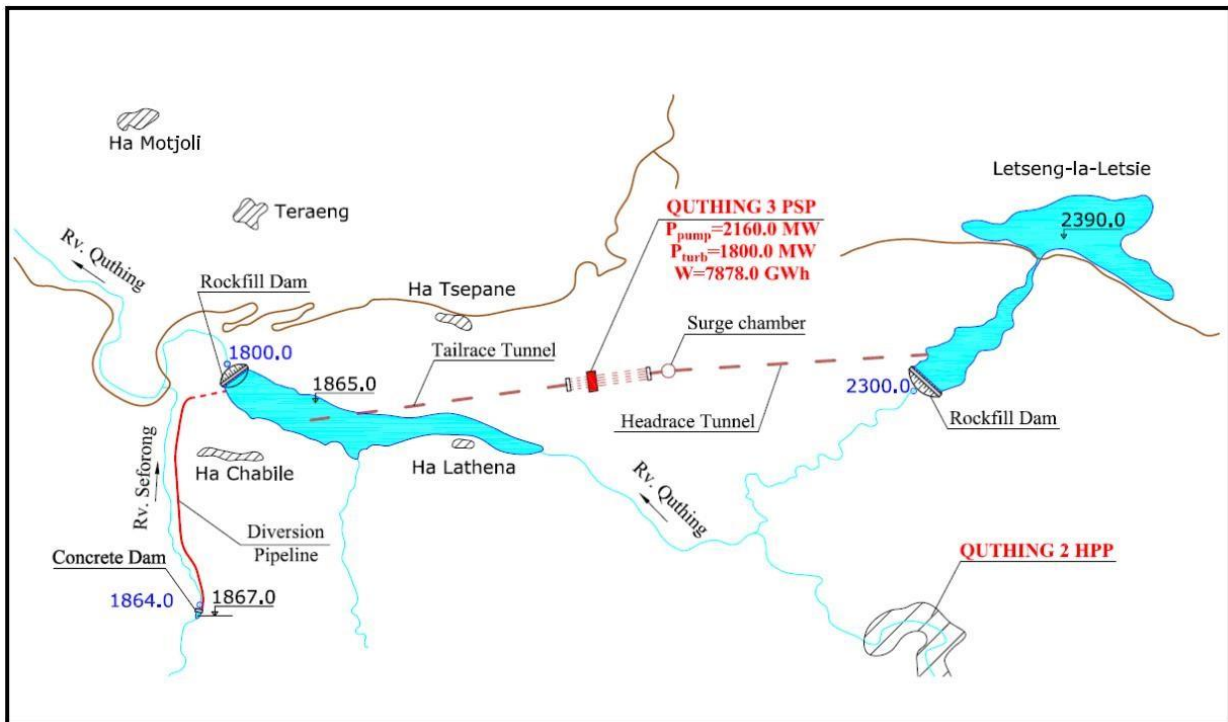 Ha Motjoli
Letseng-la-Letsie
2390.0
QUTHING 3 PSP
Ppump=2160.0 MW
Pturb=1800.0 MW
W=7878.0 GWh
Teraeng
Rv. Quthing
Rockfill Dam
Ha Tsepane
Surge chamber
1800.0
Tailrace Tunnel
1865.0
2300.0
Headrace Tunnel
Rockfill Dam
Ha Chabile
Ha Lathena
Rv. Seforong
Rv. Quthing
Diversion
Pipeline
Concrete Dam
QUTHING 2 HPP
1864.0
1867.0